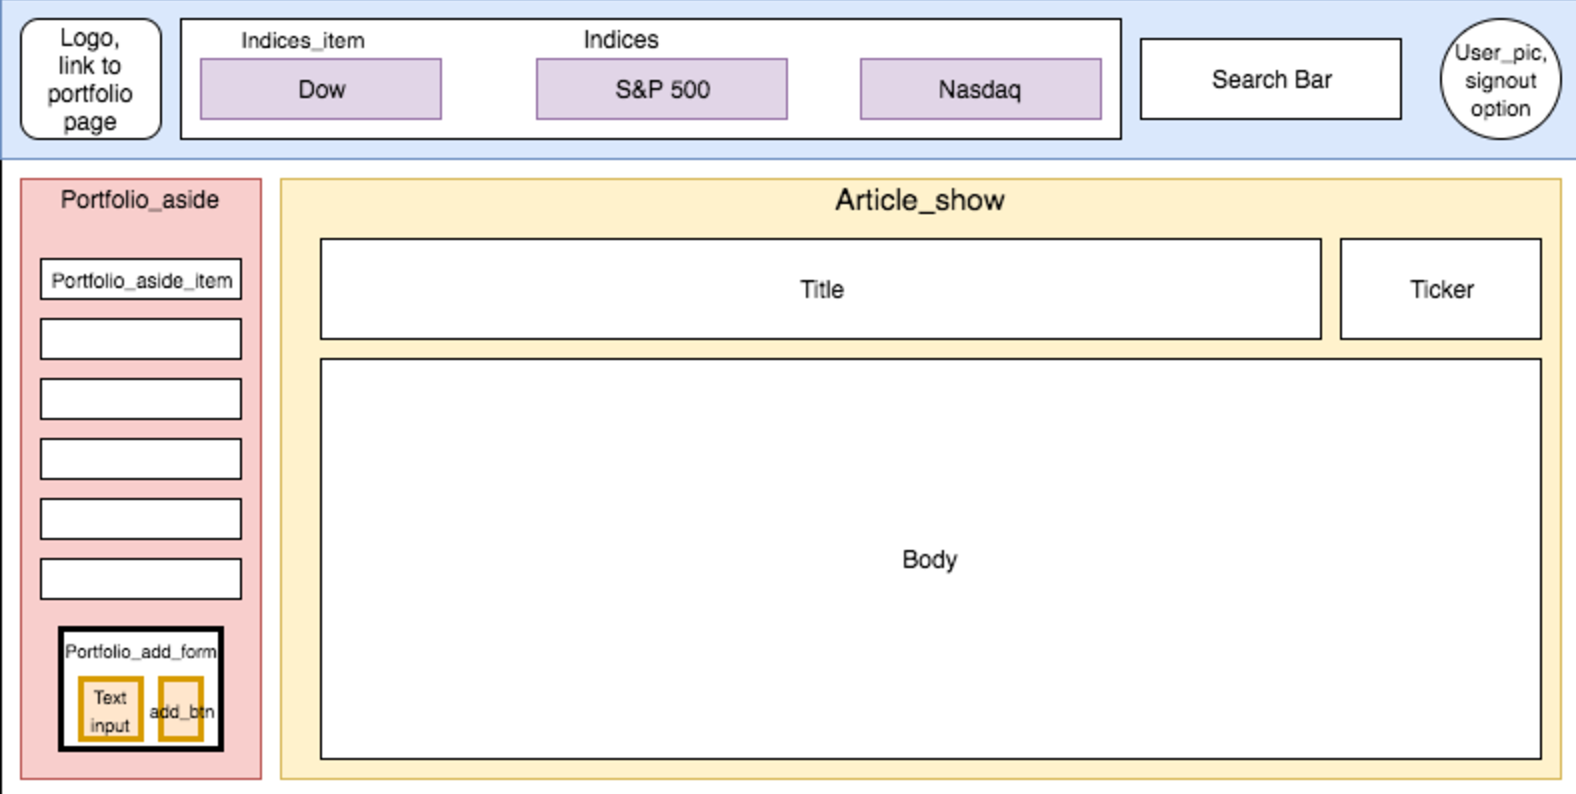 Logo,
link to
portfolio
page
Indices_item
Indices
Dow
S&P 500
Nasdaq
Search Bar
User_pic,
signout
option
Portfolio_aside
Portfolio_aside_item
Portfolio_add_form
Text
input
add_btn
Article_show
Title
Ticker
Body